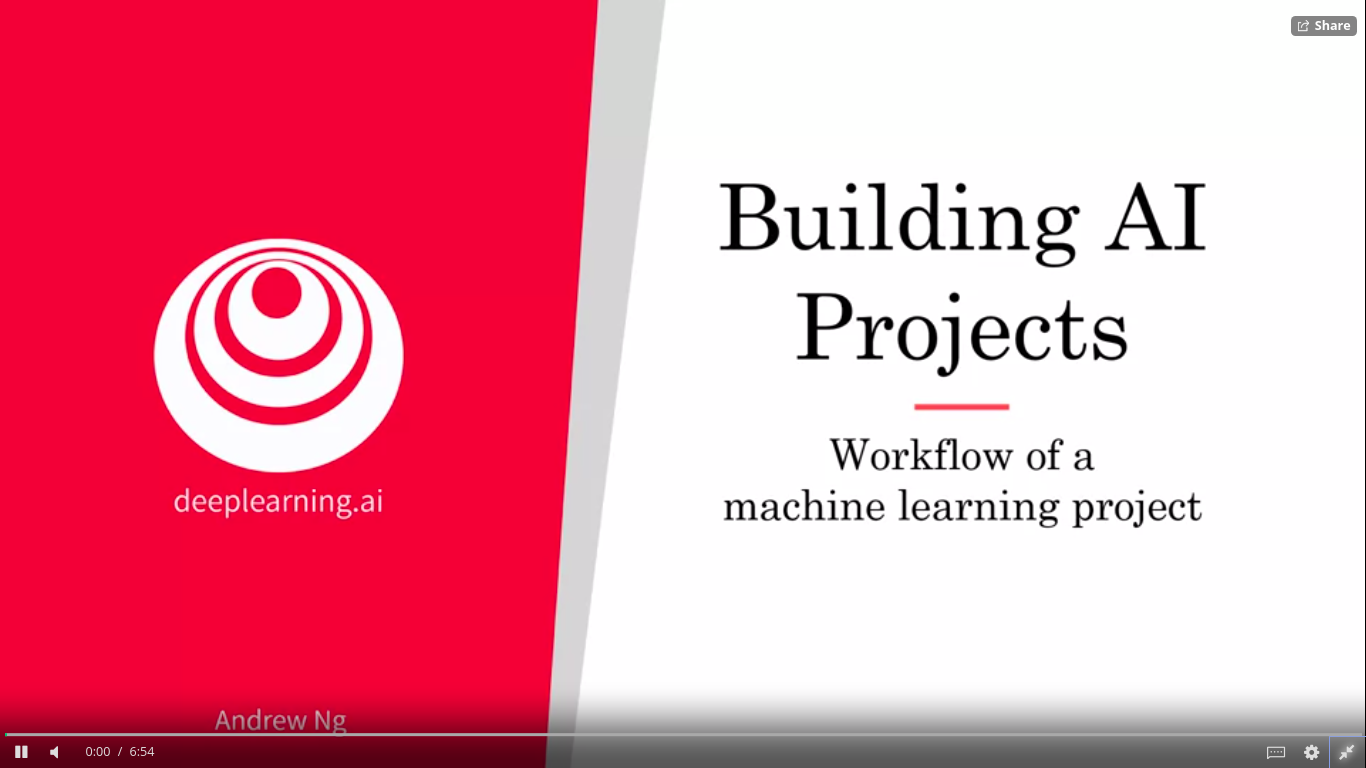 Share
Building AI
Projects
Workflow of a
machine learning project
deeplearning.ai
Andrew Ng
0:00 / 6:54